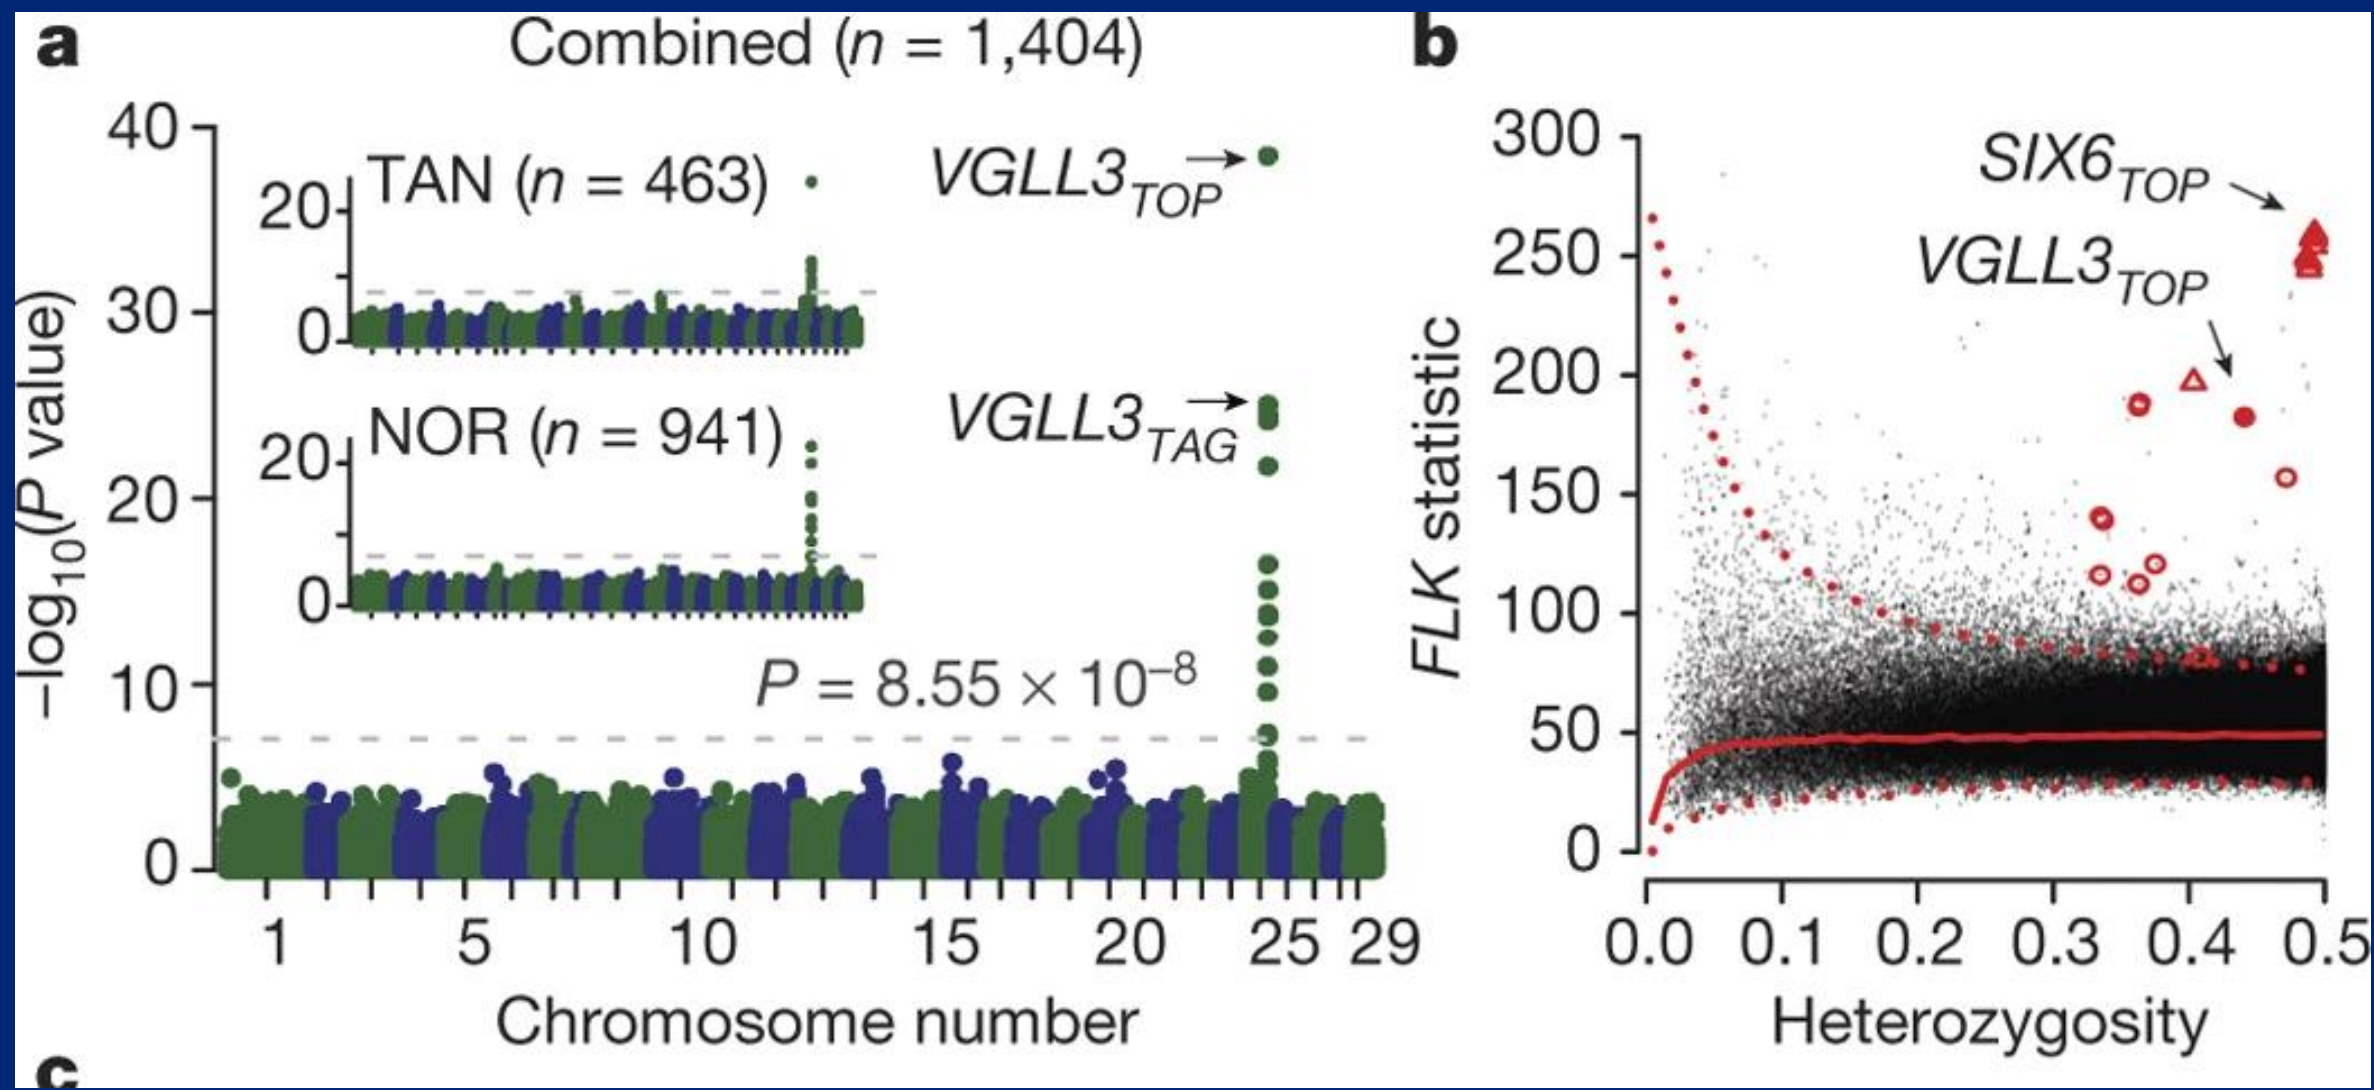 a
Combined (n = 1,404)
40
30
20
10
0
–log10(P value)
TAN (n = 463)
20
0
NOR (n = 941)
20
0
VGLL3TOP
VGLL3TAG
P = 8.55 × 10–8
1 5 10 15 20 25 29
Chromosome number
b
300
250
200
150
100
50
0
FLK statistic
SIX6TOP
VGLL3TOP
0.0 0.1 0.2 0.3 0.4 0.5
Heterozygosity
c